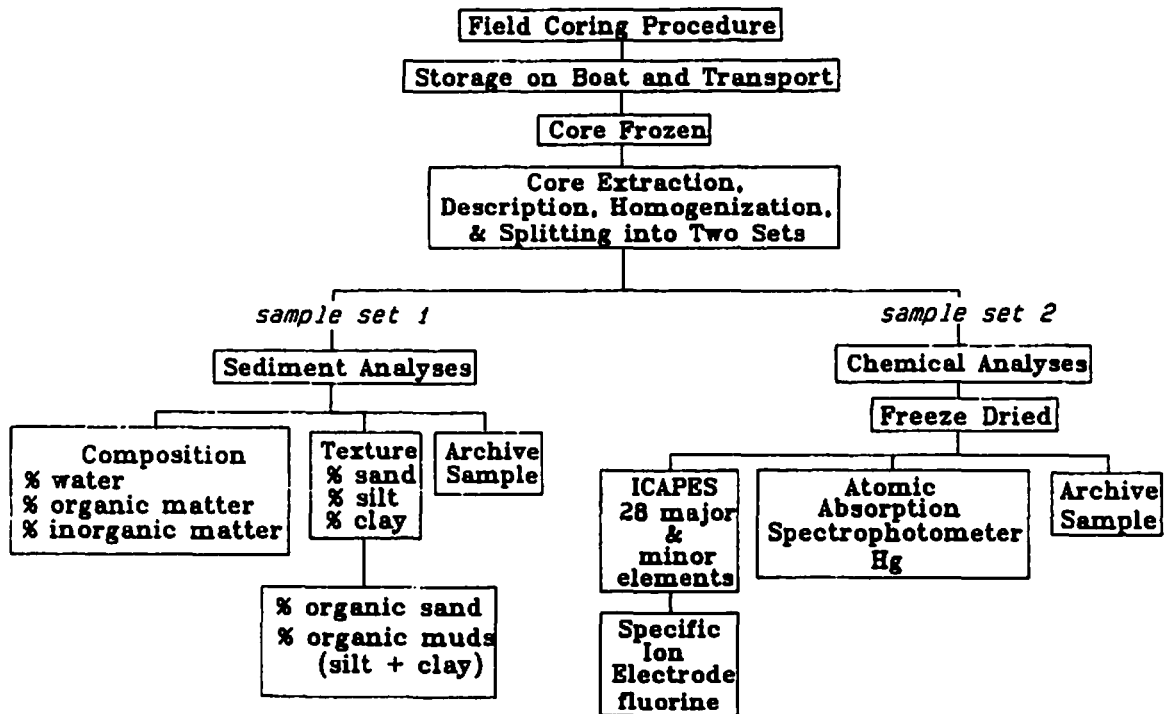 Field Coring Procedure
Storage on Boat and Transport
Core Frozen
Core Extraction,
Description, Homogenization,
& Splitting into Two Sets
sample set 1
sample set 2
Sediment Analyses
Chemical Analyses
Freeze Dried
Composition
% water
% organic matter
% inorganic matter
Texture
% sand
% silt
% clay
Archive
Sample
% organic sand
% organic muds
(silt + clay)
ICAPES
28 major
&
minor
elements
Specific
Ion
Electrode
fluorine
Atomic
Absorption
Spectrophotometer
Hg
Archive
Sample